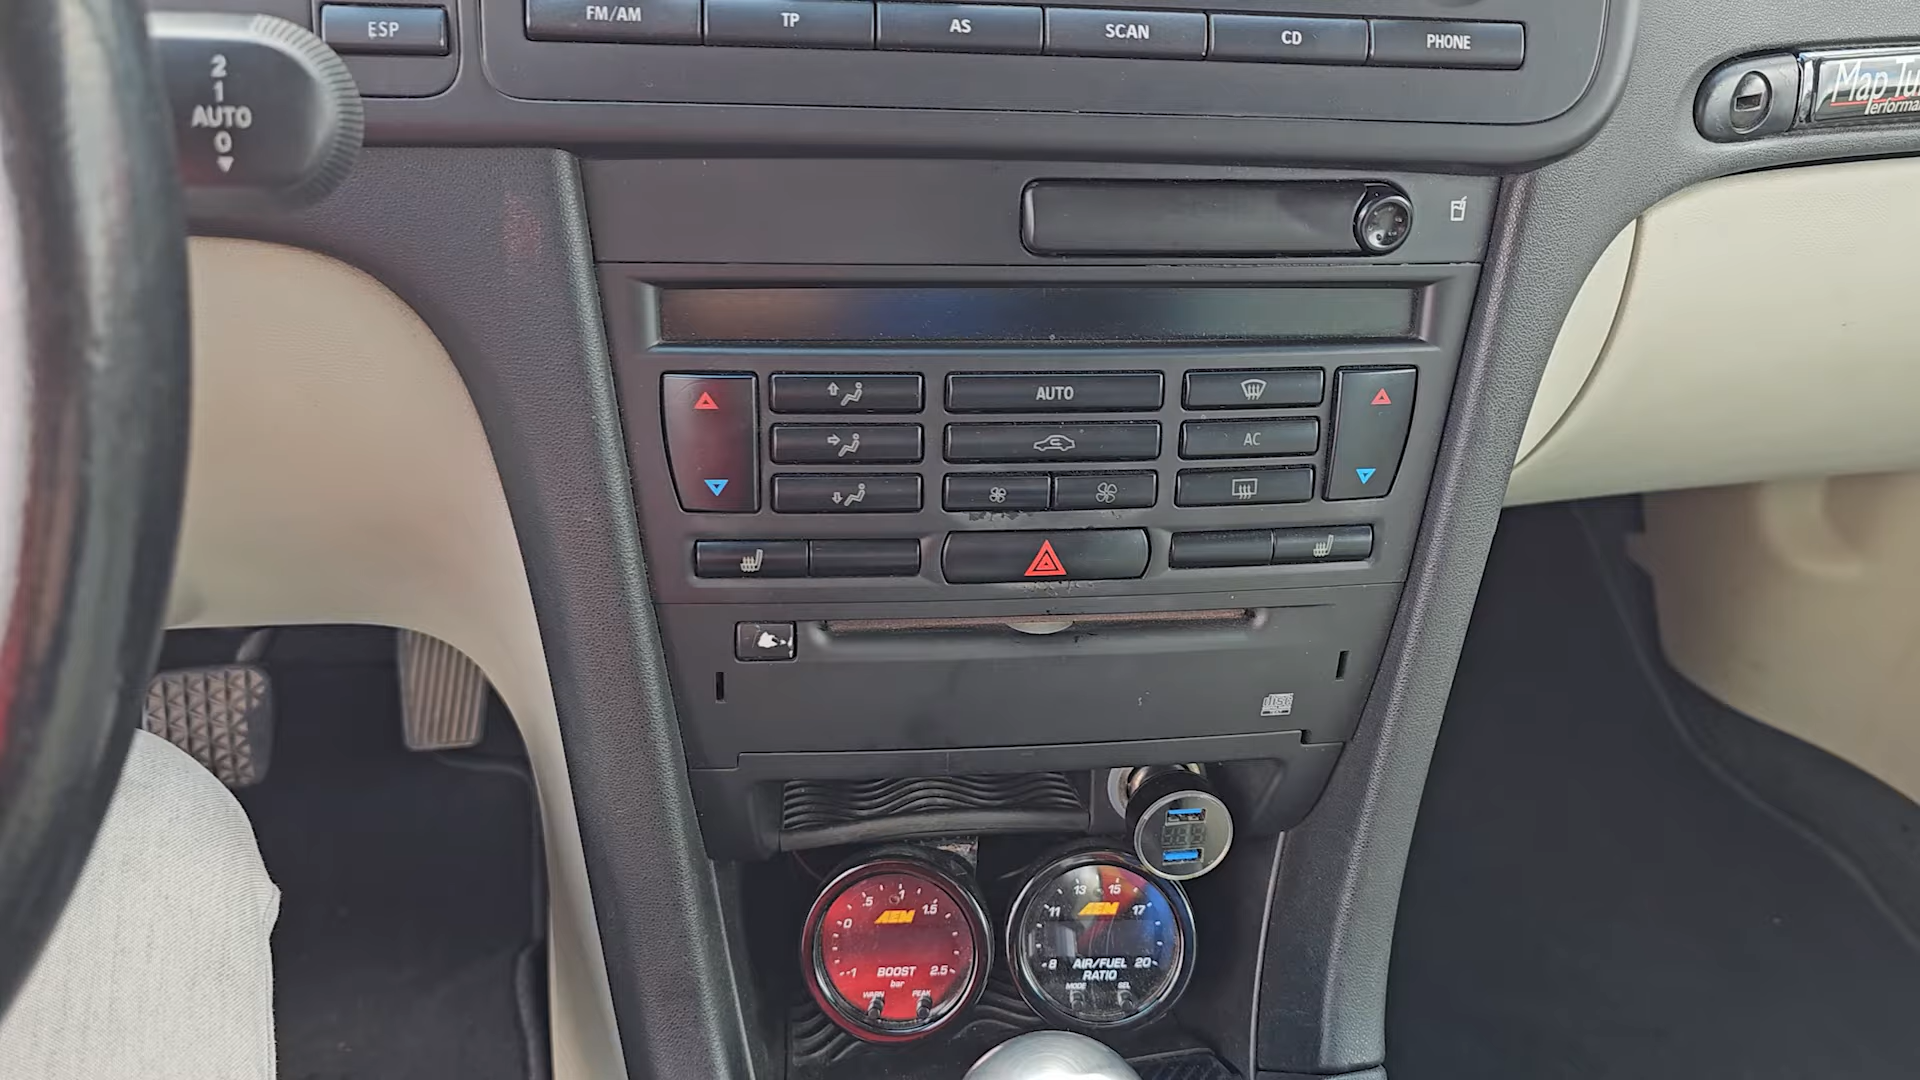 ESP
FM/AM TP AS SCAN CD PHONE
2
1
AUTO
0
Map
AUTO
AC
.5 1 1.5
0 AEM
-1 BOOST 2.5
bar
WARN PEAK
13 15
11 AEM 17
8 AIR/FUEL 20
RATIO
MODE SEL